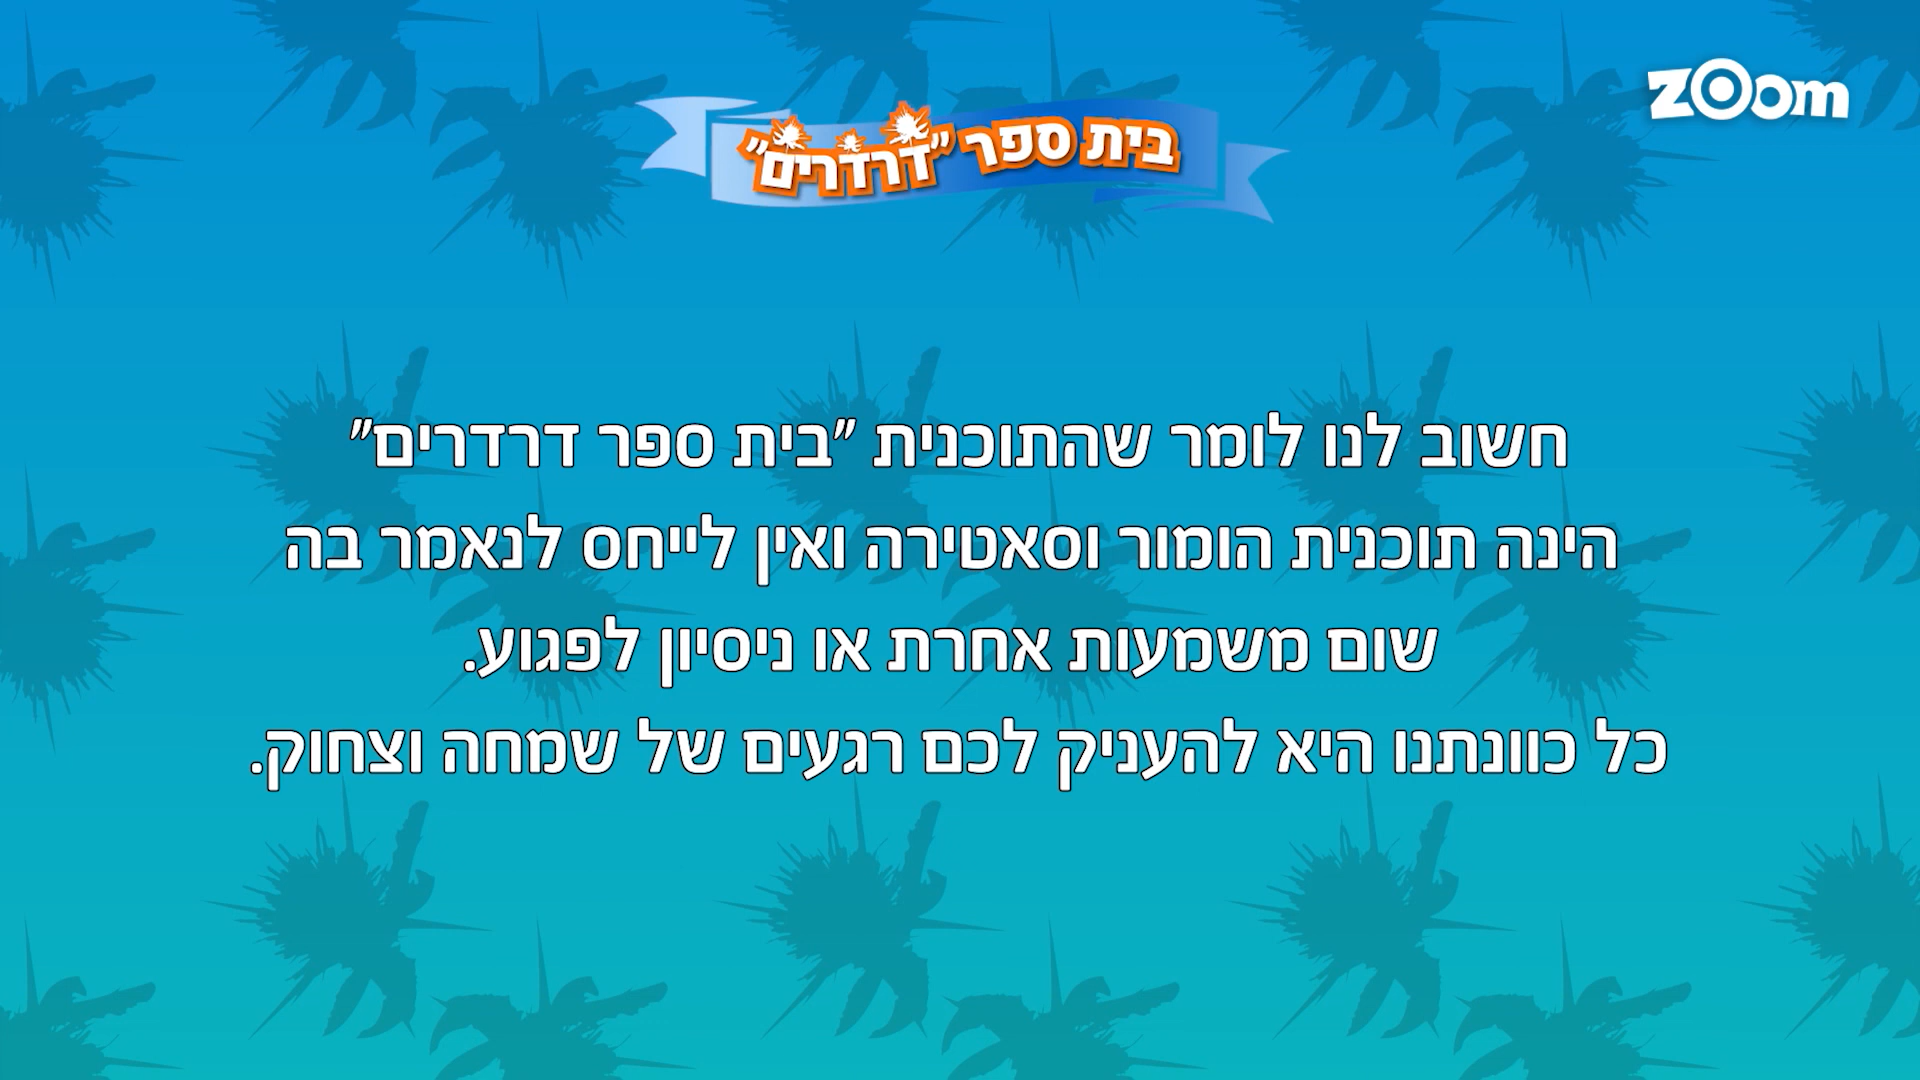 zoom
בית ספר "דרדרים"
חשוב לנו לומר שהתוכנית "בית ספר דרדרים"
הינה תוכנית הומור וסאטירה ואין לייחס לנאמר בה
שום משמעות אחרת או ניסיון לפגוע.
כל כוונתנו היא להעניק לכם רגעים של שמחה וצחוק.